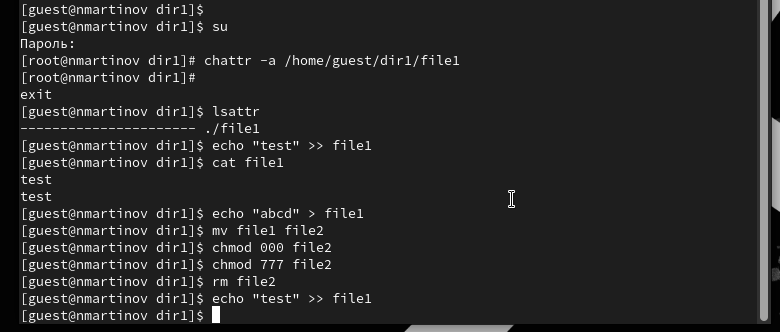 [guest@nmartinov dir1]$
[guest@nmartinov dir1]$ su
Пароль:
[root@nmartinov dir1]# chattr -a /home/guest/dir1/file1
[root@nmartinov dir1]#
exit
[guest@nmartinov dir1]$ lsattr
---------------------- ./file1
[guest@nmartinov dir1]$ echo "test" >> file1
[guest@nmartinov dir1]$ cat file1
test
test
[guest@nmartinov dir1]$ echo "abcd" > file1
[guest@nmartinov dir1]$ mv file1 file2
[guest@nmartinov dir1]$ chmod 000 file2
[guest@nmartinov dir1]$ chmod 777 file2
[guest@nmartinov dir1]$ rm file2
[guest@nmartinov dir1]$ echo "test" >> file1
[guest@nmartinov dir1]$